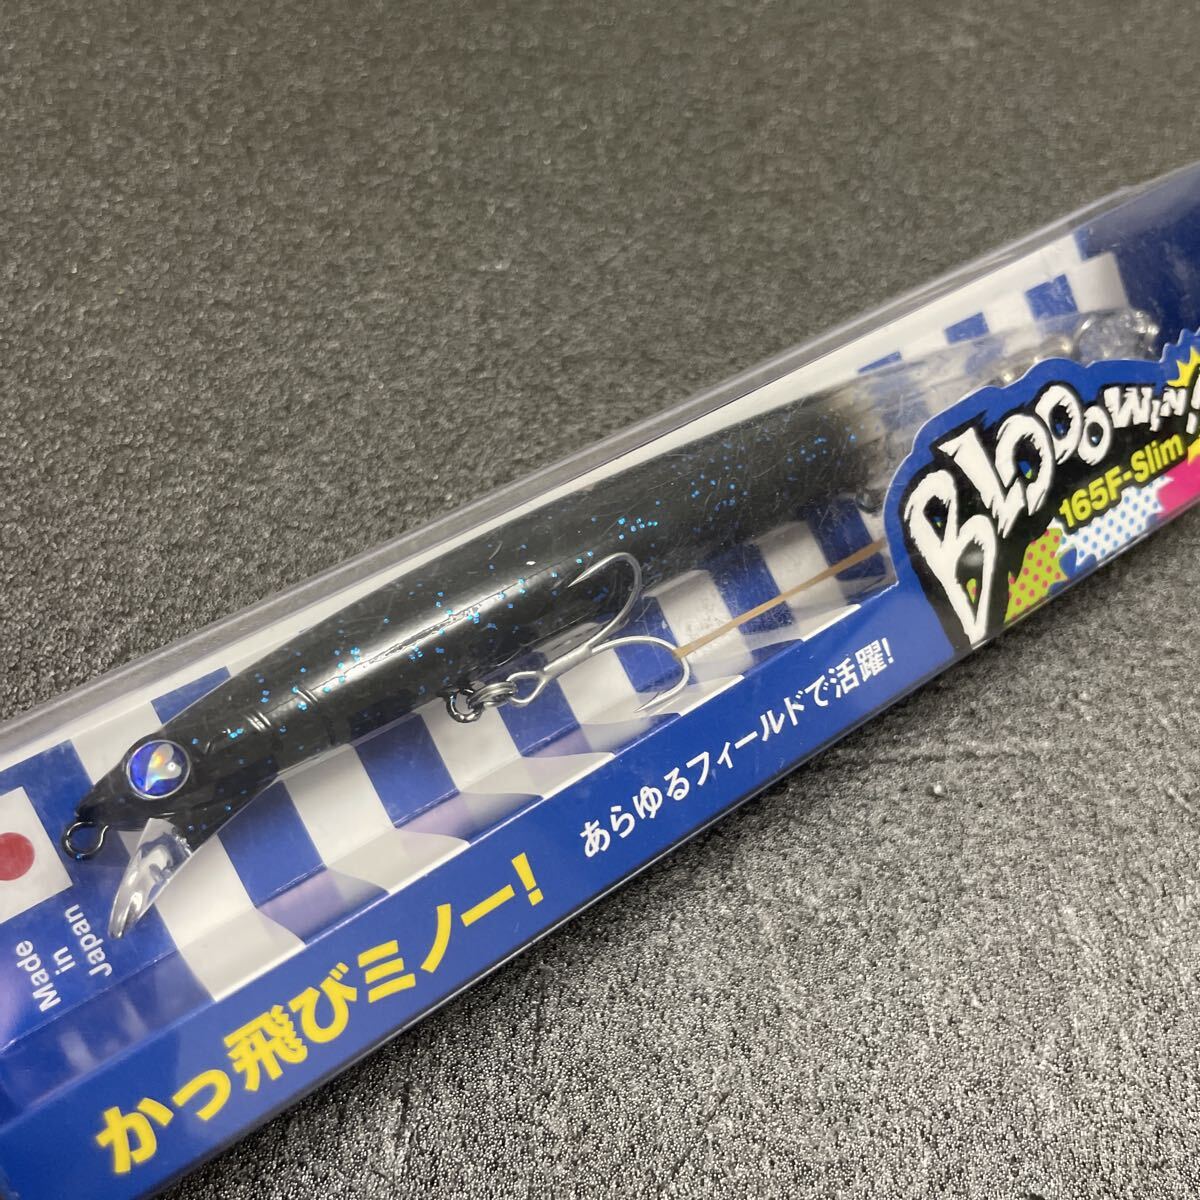 BLOOOWIN!
165F-Slim
あらゆるフィールドで活躍!
かっ飛びミノー!
Made
in
Japan